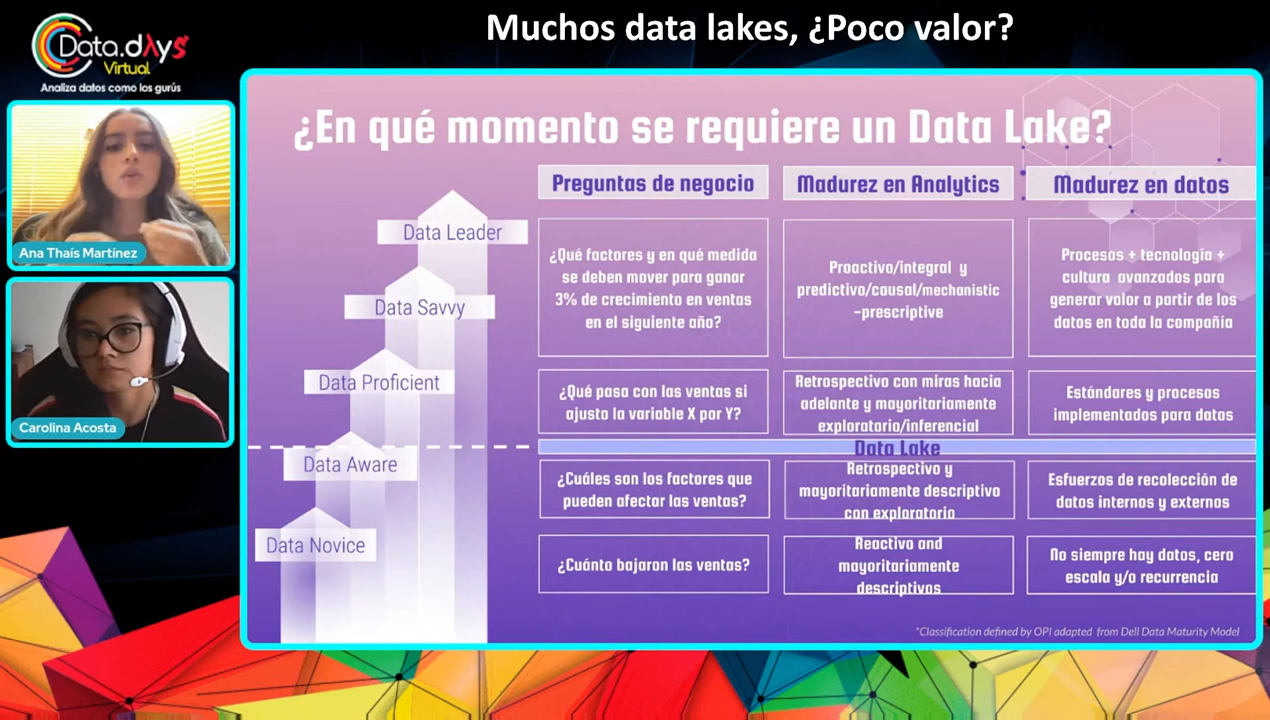 Muchos data lakes, ¿Poco valor?
Data.dAys
Virtual
Analiza datos como los gurús
Ana Thaís Martínez
Carolina Acosta
¿En qué momento se requiere un Data Lake?
Preguntas de negocio
Madurez en Analytics
Madurez en datos
Data Leader
¿Qué factores y en qué medida
se deben mover para ganar
3% de crecimiento en ventas
en el siguiente año?
Proactivo/integral y
predictivo/causal/mechanistic
-prescriptive
Procesos + tecnología +
cultura avanzados para
generar valor a partir de los
datos en toda la compañía
Data Savvy
Data Proficient
¿Qué pasa con las ventas si
ajusto la variable X por Y?
Retrospectivo con miras hacia
adelante y mayoritariamente
exploratorio/inferencial
Estándares y procesos
implementados para datos
Data Lake
Data Aware
¿Cuáles son los factores que
pueden afectar las ventas?
Retrospectivo y
mayoritariamente descriptivo
con exploratorio
Esfuerzos de recolección de
datos internos y externos
Data Novice
¿Cuánto bajaron las ventas?
Reactivo and
mayoritariamente
descriptivos
No siempre hay datos, cero
escala y/o recurrencia
*Classification defined by OPI adapted from Dell Data Maturity Model